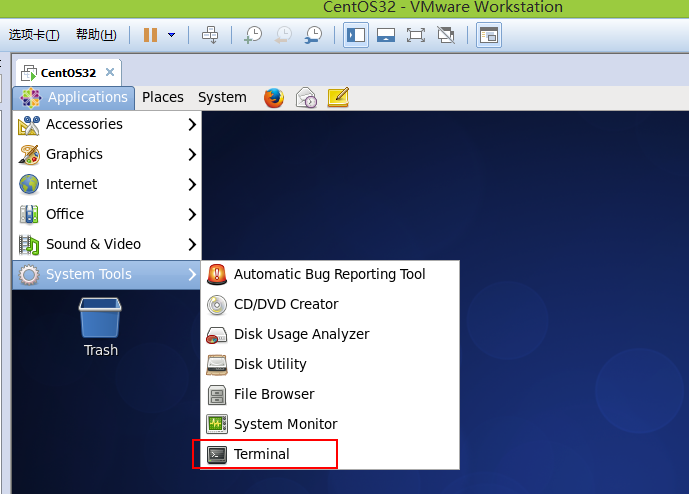 CentOS32 - VMware Workstation
选项卡(T) 帮助(H)
CentOS32
Applications Places System
Accessories
Graphics
Internet
Office
Sound & Video
System Tools
Automatic Bug Reporting Tool
CD/DVD Creator
Disk Usage Analyzer
Disk Utility
File Browser
System Monitor
Terminal
Trash